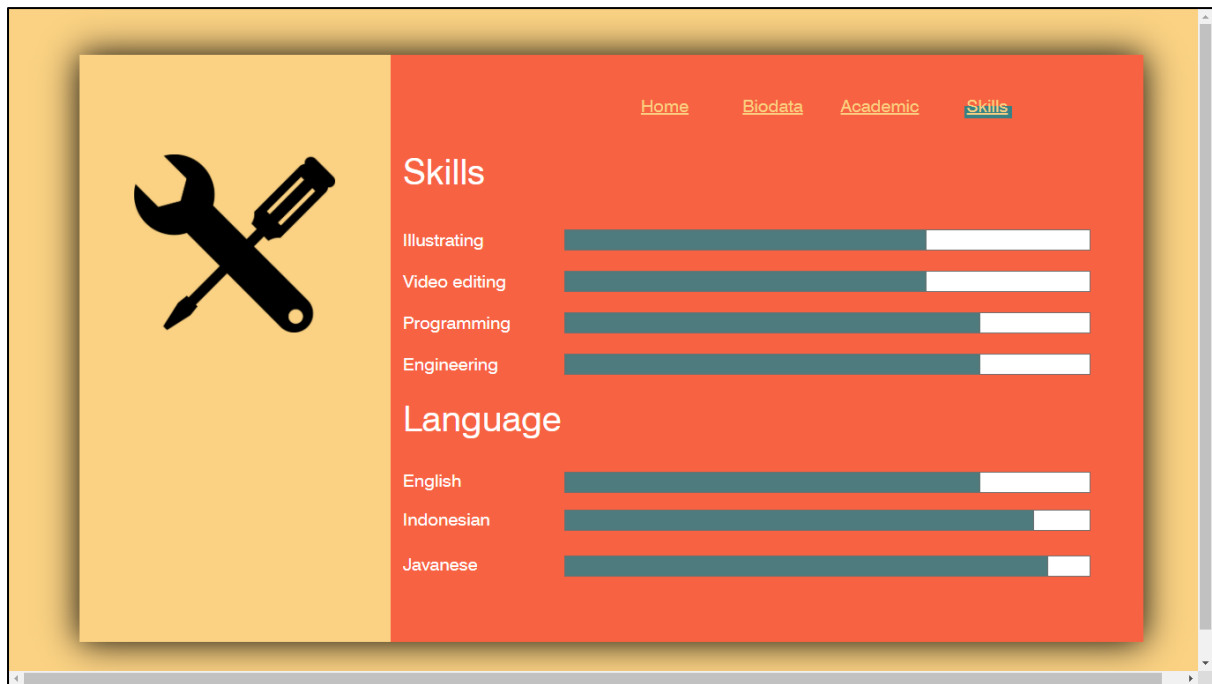 Home Biodata Academic Skills
Skills
Illustrating
Video editing
Programming
Engineering
Language
English
Indonesian
Javanese